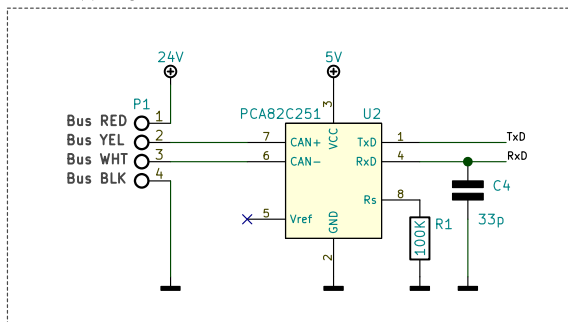 24V
5V
P1
PCA82C251 U2
Bus RED 1
Bus YEL 2
Bus WHT 3
Bus BLK 4
3
VCC
7 CAN+ TxD 1 TxD
6 CAN- RxD 4 RxD
Rs 8
C4
33p
5 Vref
GND
2
R1
100K